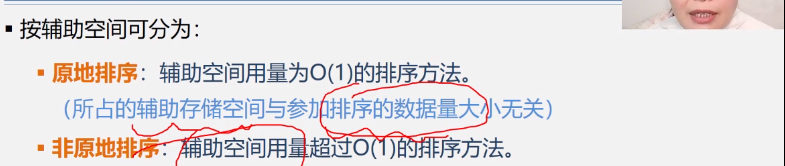 ▪ 按辅助空间可分为：
▪ 原地排序：辅助空间用量为O(1)的排序方法。
（所占的辅助存储空间与参加排序的数据量大小无关）
▪ 非原地排序：辅助空间用量超过O(1)的排序方法。